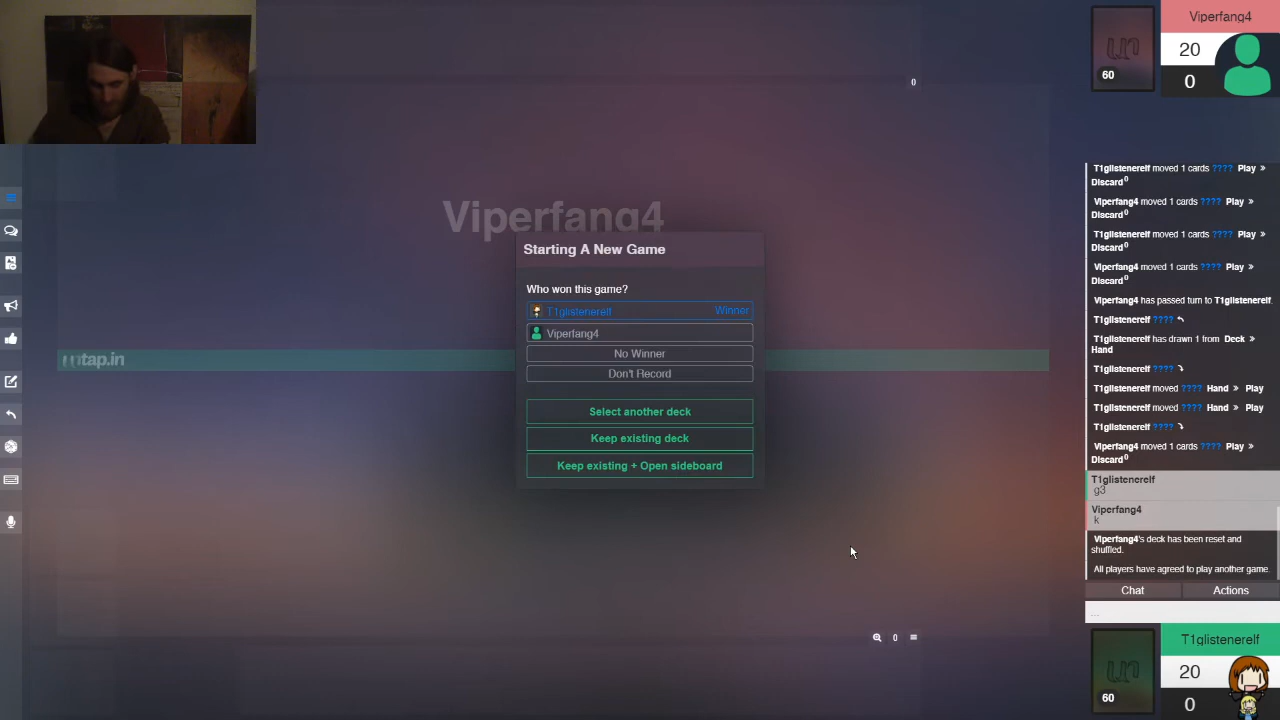 Viperfang4
20
0
60
0
Viperfang4
Starting A New Game
Who won this game?
T1glistenerelf Winner
Viperfang4
No Winner
Don't Record
Select another deck
Keep existing deck
Keep existing + Open sideboard
untap.in
0
T1glistenerelf moved 1 cards ???? Play »
Discard0
Viperfang4 moved 1 cards ???? Play »
Discard0
T1glistenerelf moved 1 cards ???? Play »
Discard0
Viperfang4 moved 1 cards ???? Play »
Discard0
Viperfang4 has passed turn to T1glistenerelf.
T1glistenerelf ????
T1glistenerelf has drawn 1 from Deck »
Hand
T1glistenerelf ????
T1glistenerelf moved ???? Hand » Play
T1glistenerelf moved ???? Hand » Play
T1glistenerelf ????
Viperfang4 moved 1 cards ???? Play »
Discard0
T1glistenerelf
g3
Viperfang4
k
Viperfang4's deck has been reset and
shuffled.
All players have agreed to play another game.
Chat Actions
...
T1glistenerelf
20
60
0